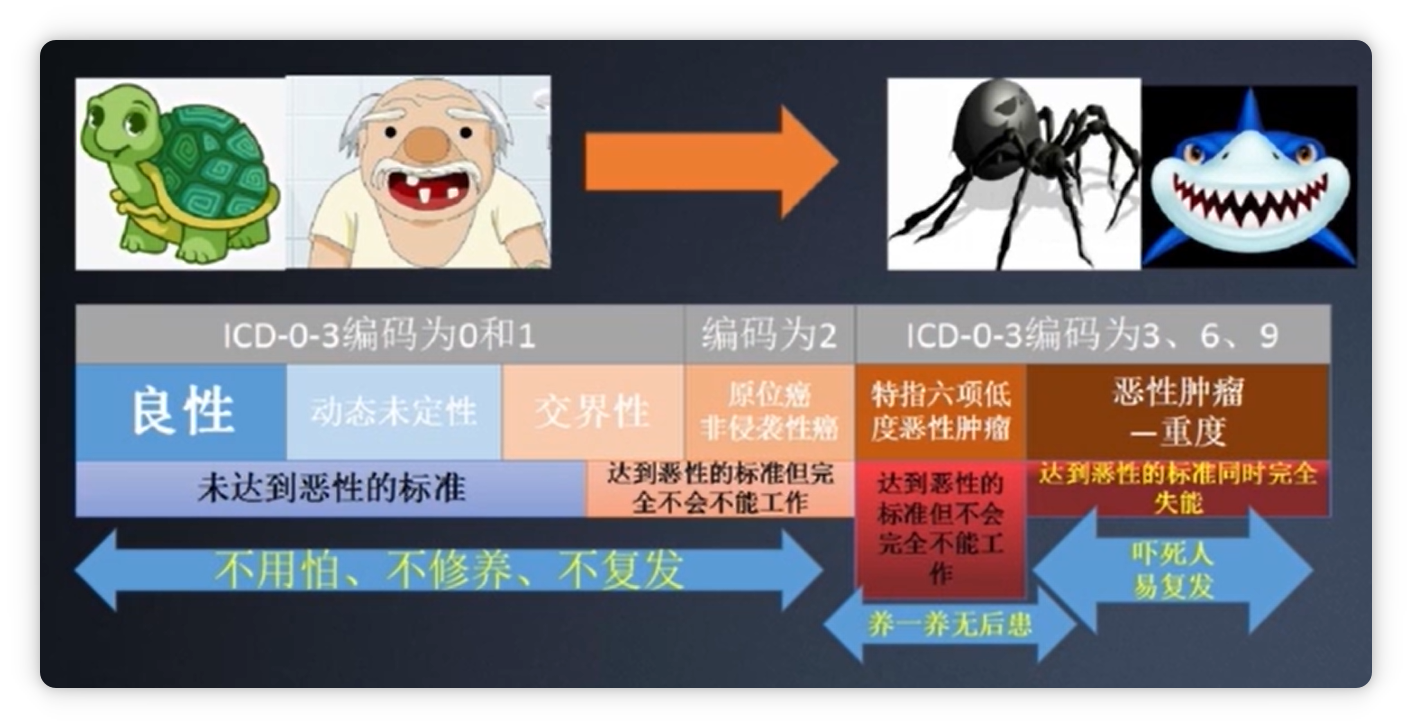 ICD-0-3编码为0和1
编码为2
ICD-0-3编码为3、6、9
良性
动态未定性
交界性
原位癌
非侵袭性癌
特指六项低
度恶性肿瘤
恶性肿瘤
—重度
未达到恶性的标准
达到恶性的标准但完
全不会不能工作
达到恶性的
标准但不会
完全不能工
作
达到恶性的标准同时完全
失能
不用怕、不修养、不复发
养一养无后患
吓死人
易复发